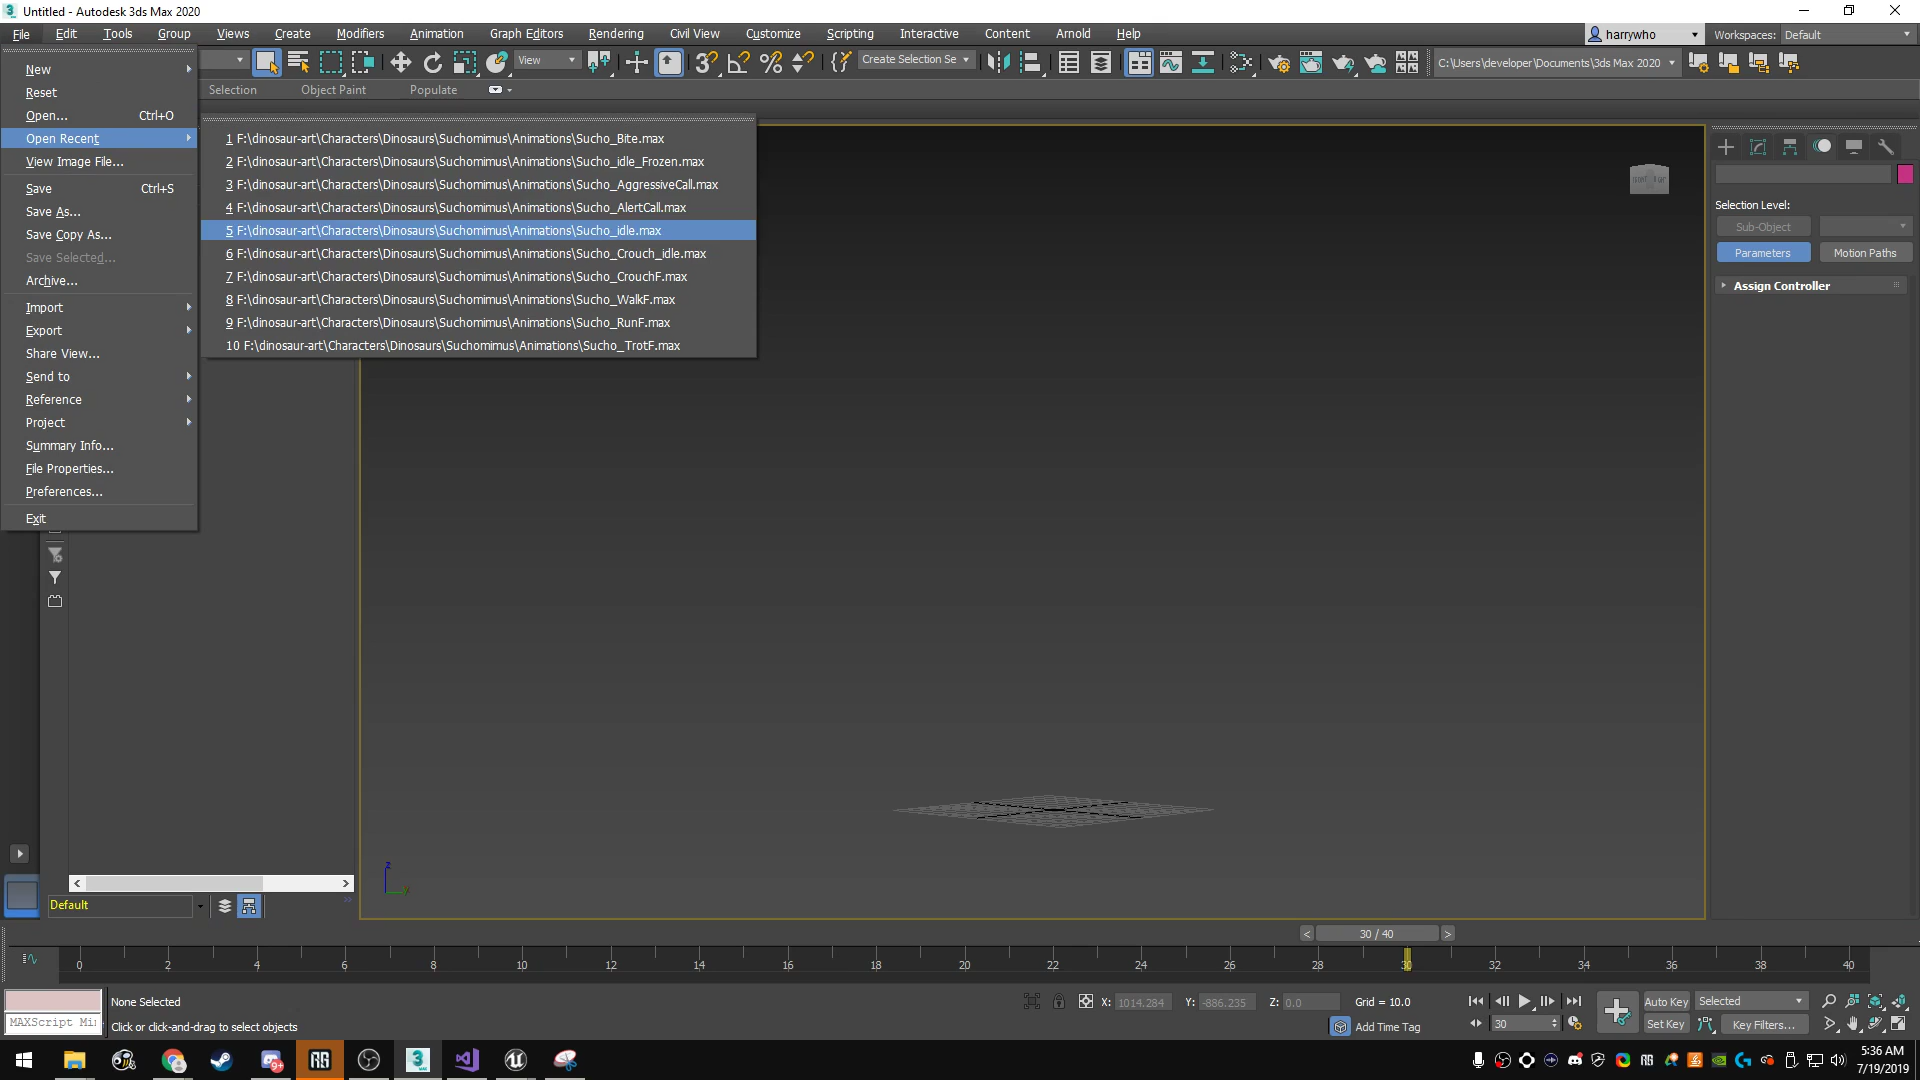 Untitled - Autodesk 3ds Max 2020
File Edit Tools Group Views Create Modifiers Animation Graph Editors Rendering Civil View Customize Scripting Interactive Content Arnold Help
harrywho Workspaces: Default
View Create Selection Se C:\Users\developer\Documents\3ds Max 2020
Selection Object Paint Populate
New
Reset
Open... Ctrl+O
Open Recent
View Image File...
Save Ctrl+S
Save As...
Save Copy As...
Save Selected...
Archive...
Import
Export
Share View...
Send to
Reference
Project
Summary Info...
File Properties...
Preferences...
Exit
1 F:\dinosaur-art\Characters\Dinosaurs\Suchomimus\Animations\Sucho_Bite.max
2 F:\dinosaur-art\Characters\Dinosaurs\Suchomimus\Animations\Sucho_idle_Frozen.max
3 F:\dinosaur-art\Characters\Dinosaurs\Suchomimus\Animations\Sucho_AggressiveCall.max
4 F:\dinosaur-art\Characters\Dinosaurs\Suchomimus\Animations\Sucho_AlertCall.max
5 F:\dinosaur-art\Characters\Dinosaurs\Suchomimus\Animations\Sucho_idle.max
6 F:\dinosaur-art\Characters\Dinosaurs\Suchomimus\Animations\Sucho_Crouch_idle.max
7 F:\dinosaur-art\Characters\Dinosaurs\Suchomimus\Animations\Sucho_CrouchF.max
8 F:\dinosaur-art\Characters\Dinosaurs\Suchomimus\Animations\Sucho_WalkF.max
9 F:\dinosaur-art\Characters\Dinosaurs\Suchomimus\Animations\Sucho_RunF.max
10 F:\dinosaur-art\Characters\Dinosaurs\Suchomimus\Animations\Sucho_TrotF.max
Selection Level:
Sub-Object
Parameters Motion Paths
Assign Controller
z
y
Default
30 / 40
0 2 4 6 8 10 12 14 16 18 20 22 24 26 28 30 32 34 36 38 40
None Selected
X: 1014.284 Y: -886.235 Z: 0.0 Grid = 10.0
Auto Key Selected
MAXScript Mi
Click or click-and-drag to select objects
Add Time Tag
30
Set Key Key Filters...
5:36 AM
7/19/2019